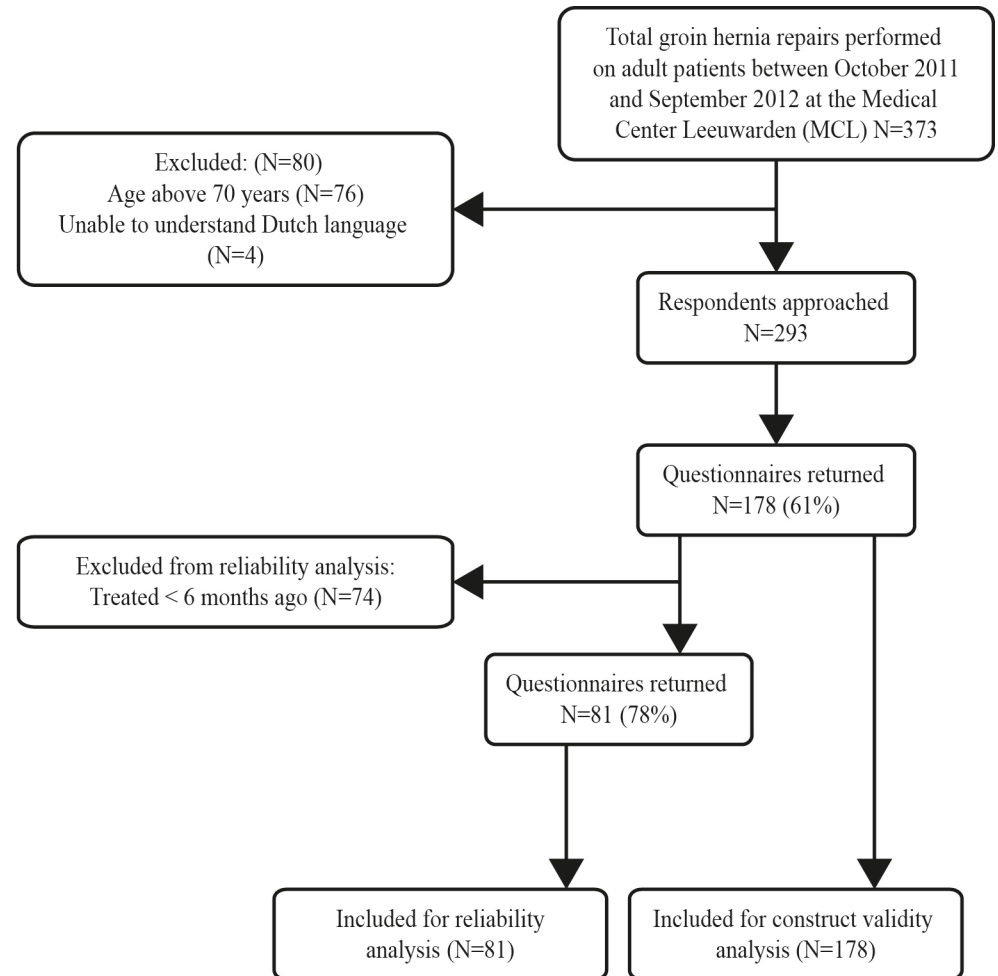 Total groin hernia repairs performed
on adult patients between October 2011
and September 2012 at the Medical
Center Leeuwarden (MCL) N=373
Excluded: (N=80)
Age above 70 years (N=76)
Unable to understand Dutch language
(N=4)
Respondents approached
N=293
Questionnaires returned
N=178 (61%)
Excluded from reliability analysis:
Treated < 6 months ago (N=74)
Questionnaires returned
N=81 (78%)
Included for reliability
analysis (N=81)
Included for construct validity
analysis (N=178)